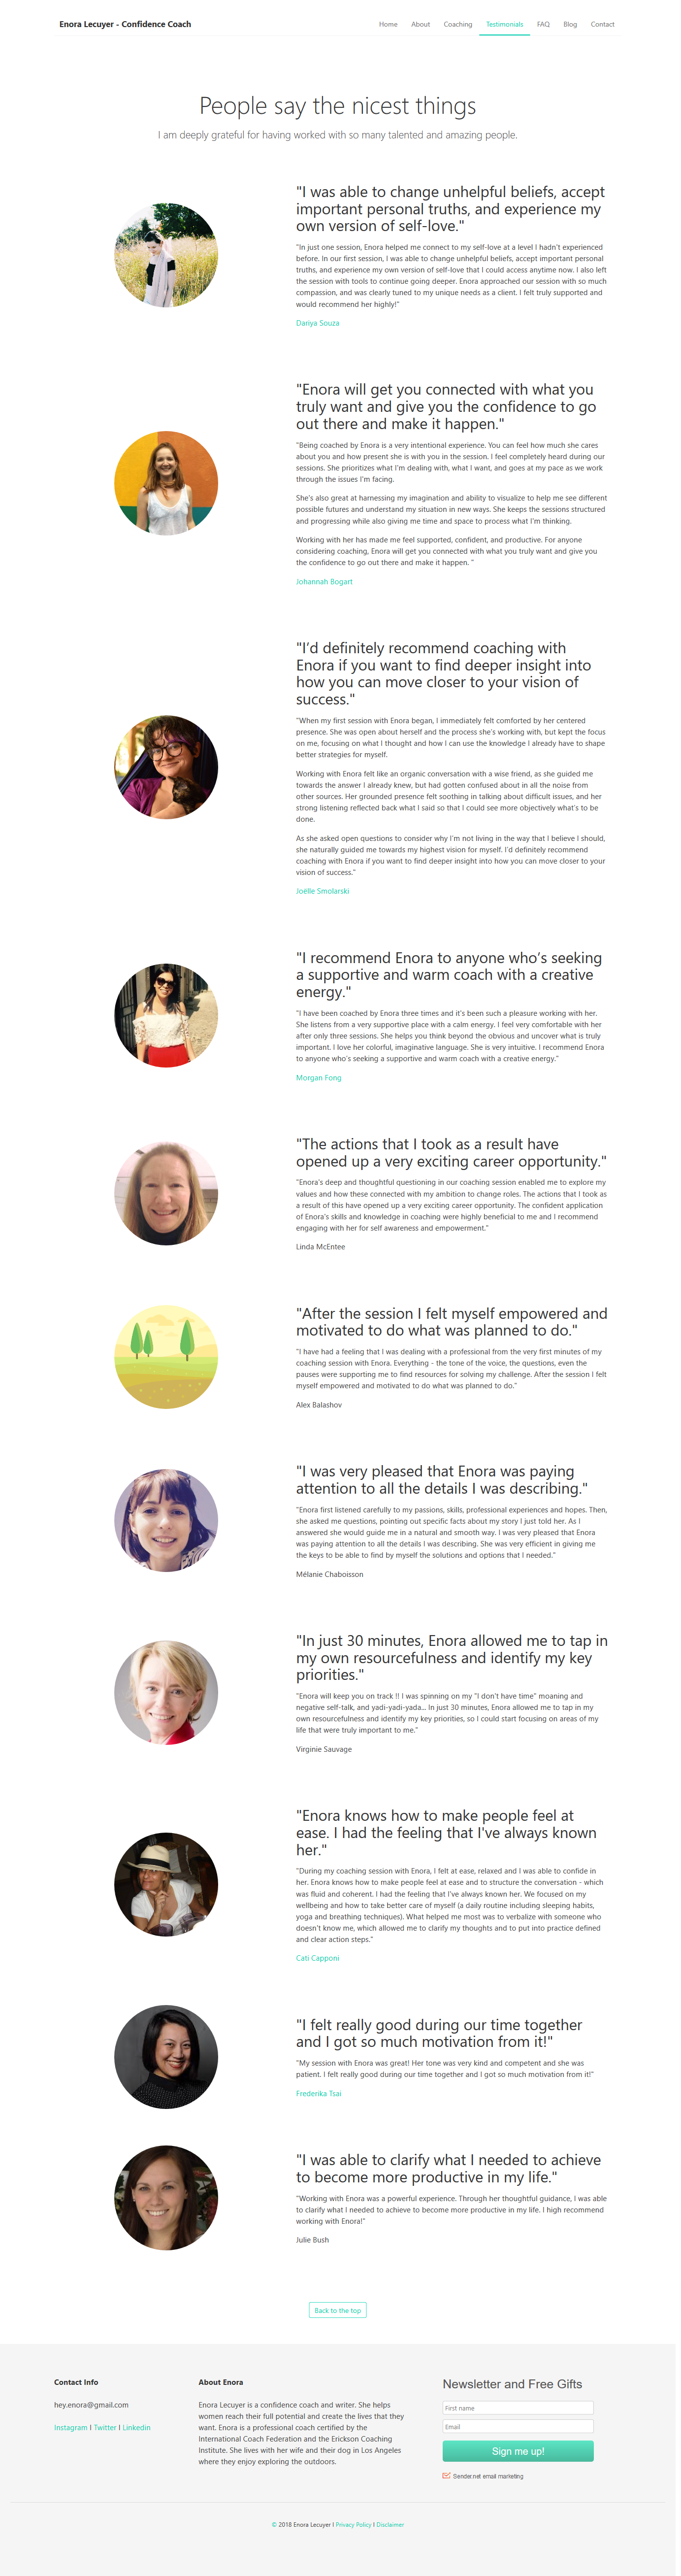 Enora Lecuyer - Confidence Coach
Home About Coaching Testimonials FAQ Blog Contact
People say the nicest things
I am deeply grateful for having worked with so many talented and amazing people.
"I was able to change unhelpful beliefs, accept
important personal truths, and experience my
own version of self-love."
"In just one session, Enora helped me connect to my self-love at a level I hadn't experienced
before. In our first session, I was able to change unhelpful beliefs, accept important personal
truths, and experience my own version of self-love that I could access anytime now. I also left
the session with tools to continue going deeper. Enora approached our session with so much
compassion, and was clearly tuned to my unique needs as a client. I felt truly supported and
would recommend her highly!"
Dariya Souza
"Enora will get you connected with what you
truly want and give you the confidence to go
out there and make it happen."
"Being coached by Enora is a very intentional experience. You can feel how much she cares
about you and how present she is with you in the session. I feel completely heard during our
sessions. She prioritizes what I'm dealing with, what I want, and goes at my pace as we work
through the issues I'm facing.
She's also great at harnessing my imagination and ability to visualize to help me see different
possible futures and understand my situation in new ways. She keeps the sessions structured
and progressing while also giving me time and space to process what I'm thinking.
Working with her has made me feel supported, confident, and productive. For anyone
considering coaching, Enora will get you connected with what you truly want and give you
the confidence to go out there and make it happen. "
Johannah Bogart
"I'd definitely recommend coaching with
Enora if you want to find deeper insight into
how you can move closer to your vision of
success."
"When my first session with Enora began, I immediately felt comforted by her centered
presence. She was open about herself and the process she's working with, but kept the focus
on me, focusing on what I thought and how I can use the knowledge I already have to shape
better strategies for myself.
Working with Enora felt like an organic conversation with a wise friend, as she guided me
towards the answer I already knew, but had gotten confused about in all the noise from
other sources. Her grounded presence felt soothing in talking about difficult issues, and her
strong listening reflected back what I said so that I could see more objectively what's to be
done.
As she asked open questions to consider why I'm not living in the way that I believe I should,
she naturally guided me towards my highest vision for myself. I'd definitely recommend
coaching with Enora if you want to find deeper insight into how you can move closer to your
vision of success."
Joëlle Smolarski
"I recommend Enora to anyone who's seeking
a supportive and warm coach with a creative
energy."
"I have been coached by Enora three times and it's been such a pleasure working with her.
She listens from a very supportive place with a calm energy. I feel very comfortable with her
after only three sessions. She helps you think beyond the obvious and uncover what is truly
important. I love her colorful, imaginative language. She is very intuitive. I recommend Enora
to anyone who's seeking a supportive and warm coach with a creative energy."
Morgan Fong
"The actions that I took as a result have
opened up a very exciting career opportunity."
"Enora's deep and thoughtful questioning in our coaching session enabled me to explore my
values and how these connected with my ambition to change roles. The actions that I took as
a result of this have opened up a very exciting career opportunity. The confident application
of Enora's skills and knowledge in coaching were highly beneficial to me and I recommend
engaging with her for self awareness and empowerment."
Linda McEntee
"After the session I felt myself empowered and
motivated to do what was planned to do."
"I have had a feeling that I was dealing with a professional from the very first minutes of my
coaching session with Enora. Everything - the tone of the voice, the questions, even the
pauses were supporting me to find resources for solving my challenge. After the session I felt
myself empowered and motivated to do what was planned to do."
Alex Balashov
"I was very pleased that Enora was paying
attention to all the details I was describing."
"Enora first listened carefully to my passions, skills, professional experiences and hopes. Then,
she asked me questions, pointing out specific facts about my story I just told her. As I
answered she would guide me in a natural and smooth way. I was very pleased that Enora
was paying attention to all the details I was describing. She was very efficient in giving me
the keys to be able to find by myself the solutions and options that I needed."
Mélanie Chaboisson
"In just 30 minutes, Enora allowed me to tap in
my own resourcefulness and identify my key
priorities."
"Enora will keep you on track !! I was spinning on my "I don't have time" moaning and
negative self-talk, and yadi-yadi-yada... In just 30 minutes, Enora allowed me to tap in my
own resourcefulness and identify my key priorities, so I could start focusing on areas of my
life that were truly important to me."
Virginie Sauvage
"Enora knows how to make people feel at
ease. I had the feeling that I've always known
her."
"During my coaching session with Enora, I felt at ease, relaxed and I was able to confide in
her. Enora knows how to make people feel at ease and to structure the conversation - which
was fluid and coherent. I had the feeling that I've always known her. We focused on my
wellbeing and how to take better care of myself (a daily routine including sleeping habits,
yoga and breathing techniques). What helped me most was to verbalize with someone who
doesn't know me, which allowed me to clarify my thoughts and to put into practice defined
and clear action steps."
Cati Capponi
"I felt really good during our time together
and I got so much motivation from it!"
"My session with Enora was great! Her tone was very kind and competent and she was
patient. I felt really good during our time together and I got so much motivation from it!"
Frederika Tsai
"I was able to clarify what I needed to achieve
to become more productive in my life."
"Working with Enora was a powerful experience. Through her thoughtful guidance, I was able
to clarify what I needed to achieve to become more productive in my life. I high recommend
working with Enora!"
Julie Bush
Back to the top
Contact Info
hey.enora@gmail.com
Instagram I Twitter I Linkedin
About Enora
Enora Lecuyer is a confidence coach and writer. She helps
women reach their full potential and create the lives that they
want. Enora is a professional coach certified by the
International Coach Federation and the Erickson Coaching
Institute. She lives with her wife and their dog in Los Angeles
where they enjoy exploring the outdoors.
Newsletter and Free Gifts
First name
Email
Sign me up!
Sender.net email marketing
© 2018 Enora Lecuyer I Privacy Policy I Disclaimer